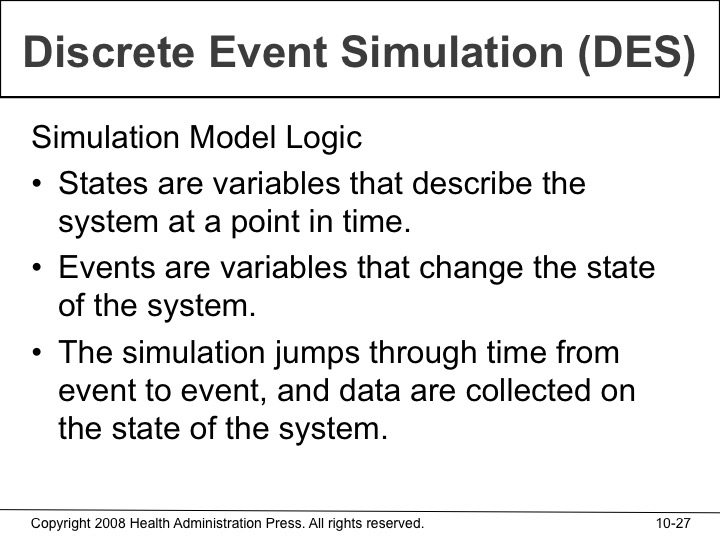 Discrete Event Simulation (DES)
Simulation Model Logic
• States are variables that describe the
system at a point in time.
• Events are variables that change the state
of the system.
• The simulation jumps through time from
event to event, and data are collected on
the state of the system.
Copyright 2008 Health Administration Press. All rights reserved. 10-27